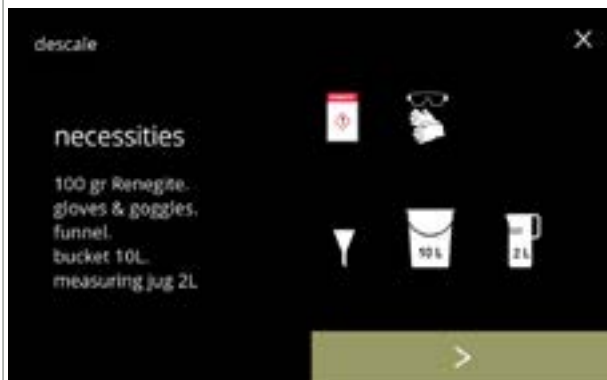 descale
necessities
100 gr Renegite.
gloves & goggles.
funnel.
bucket 10L.
measuring jug 2L
10 L
2 L